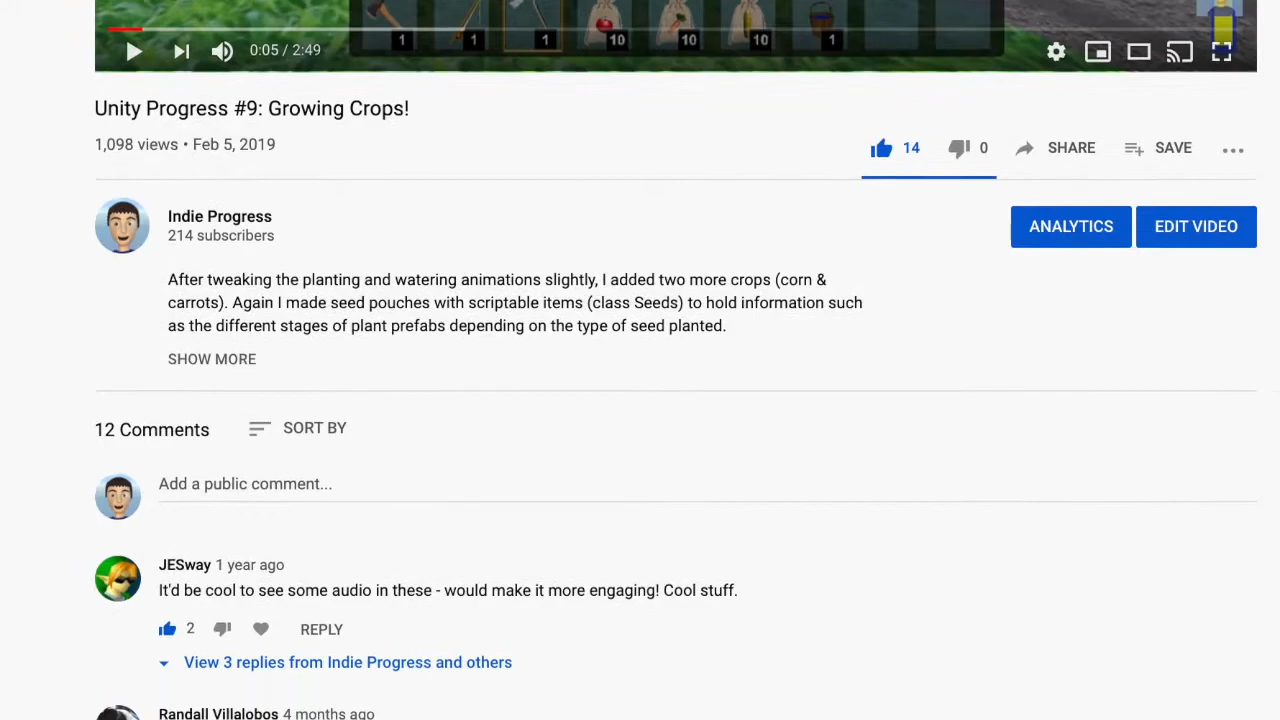 1 1 1 10 10 10 1
0:05 / 2:49
Unity Progress #9: Growing Crops!
1,098 views • Feb 5, 2019
14 0 SHARE SAVE
Indie Progress
214 subscribers
ANALYTICS EDIT VIDEO
After tweaking the planting and watering animations slightly, I added two more crops (corn &
carrots). Again I made seed pouches with scriptable items (class Seeds) to hold information such
as the different stages of plant prefabs depending on the type of seed planted.
SHOW MORE
12 Comments SORT BY
Add a public comment...
JESway 1 year ago
It'd be cool to see some audio in these - would make it more engaging! Cool stuff.
2 REPLY
View 3 replies from Indie Progress and others
Randall Villalobos 4 months ago